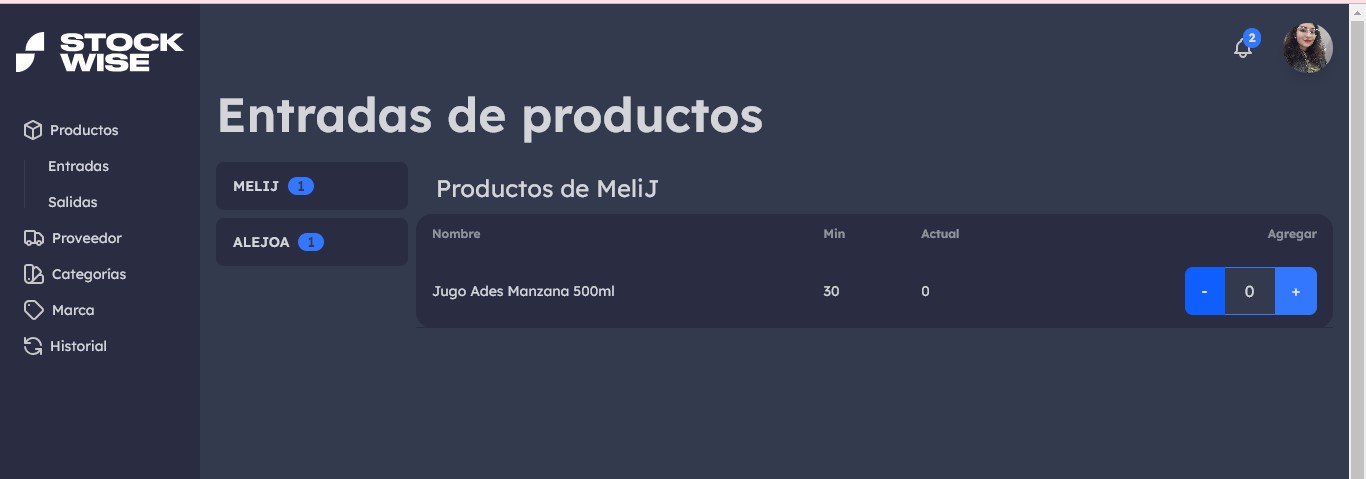 STOCK
WISE
2
Productos
Entradas
Salidas
Proveedor
Categorías
Marca
Historial
Entradas de productos
MELIJ 1
ALEJOA 1
Productos de MeliJ
Nombre Min Actual Agregar
Jugo Ades Manzana 500ml 30 0 - 0 +